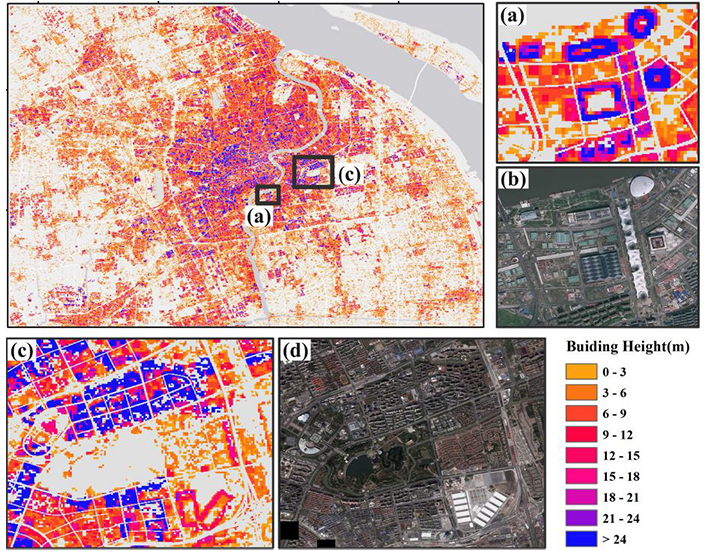 (a)
(c)
(a)
(b)
(c)
(d)
Buiding Height(m)
0 - 3
3 - 6
6 - 9
9 - 12
12 - 15
15 - 18
18 - 21
21 - 24
> 24